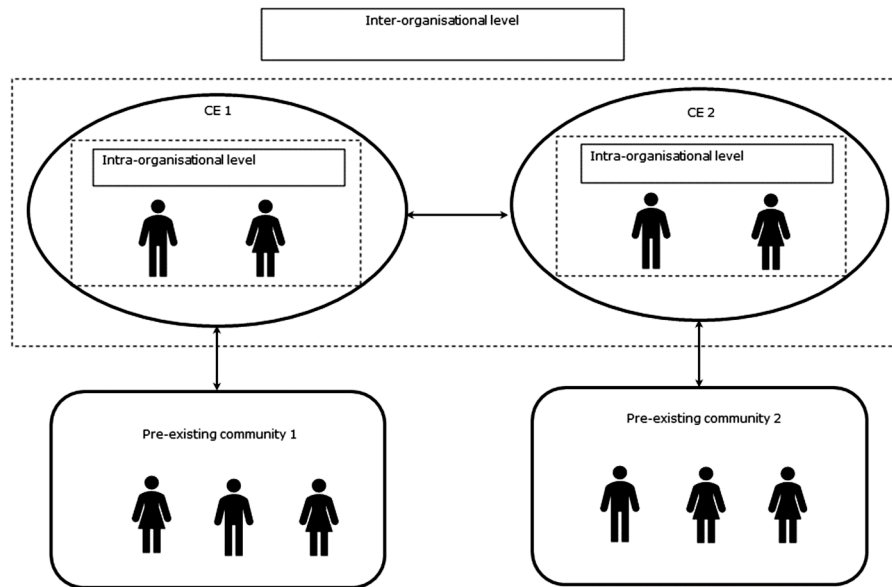 Inter-organisational level
CE 1
CE 2
Intra-organisational level
Intra-organisational level
Pre-existing community 1
Pre-existing community 2